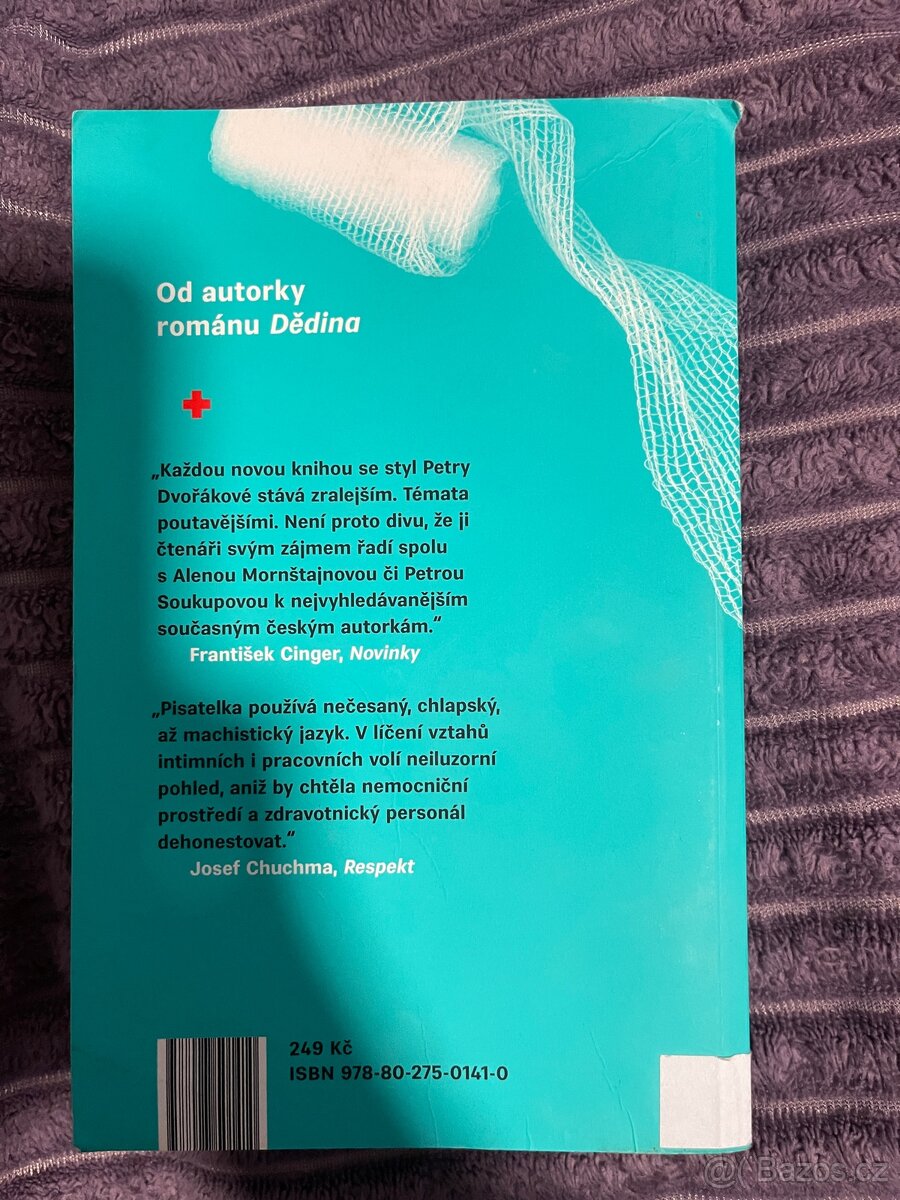 Od autorky
románu Dědina
„Každou novou knihou se styl Petry
Dvořákové stává zralejším. Témata
poutavějšími. Není proto divu, že ji
čtenáři svým zájmem řadí spolu
s Alenou Mornštajnovou či Petrou
Soukupovou k nejvyhledávanějším
současným českým autorkám.“
František Cinger, Novinky
„Pisatelka používá nečesaný, chlapský,
až machistický jazyk. V líčení vztahů
intimních i pracovních volí neiluzorní
pohled, aniž by chtěla nemocniční
prostředí a zdravotnický personál
dehonestovat.“
Josef Chuchma, Respekt
249 Kč
ISBN 978-80-275-0141-0
@ Bazos.cz